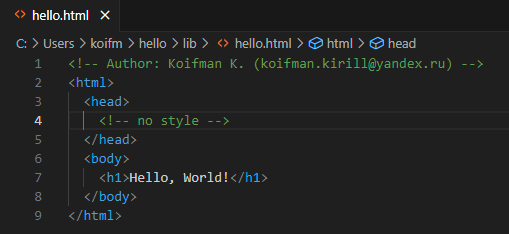 <> hello.html ×
C: > Users > koifm > hello > lib > <> hello.html > html > head
1 <!-- Author: Koifman K. (koifman.kirill@yandex.ru) -->
2 <html>
3 <head>
4 <!-- no style -->
5 </head>
6 <body>
7 <h1>Hello, World!</h1>
8 </body>
9 </html>